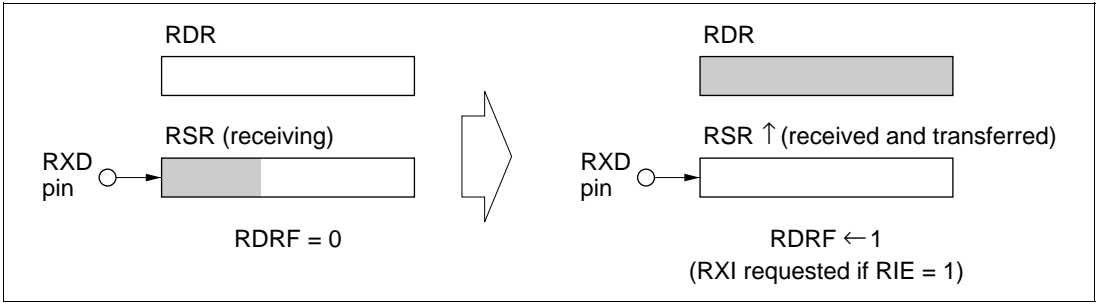 RDR
RSR (receiving)
RXD
pin
RDRF = 0
RDR
RSR ↑ (received and transferred)
RXD
pin
RDRF ← 1
(RXI requested if RIE = 1)